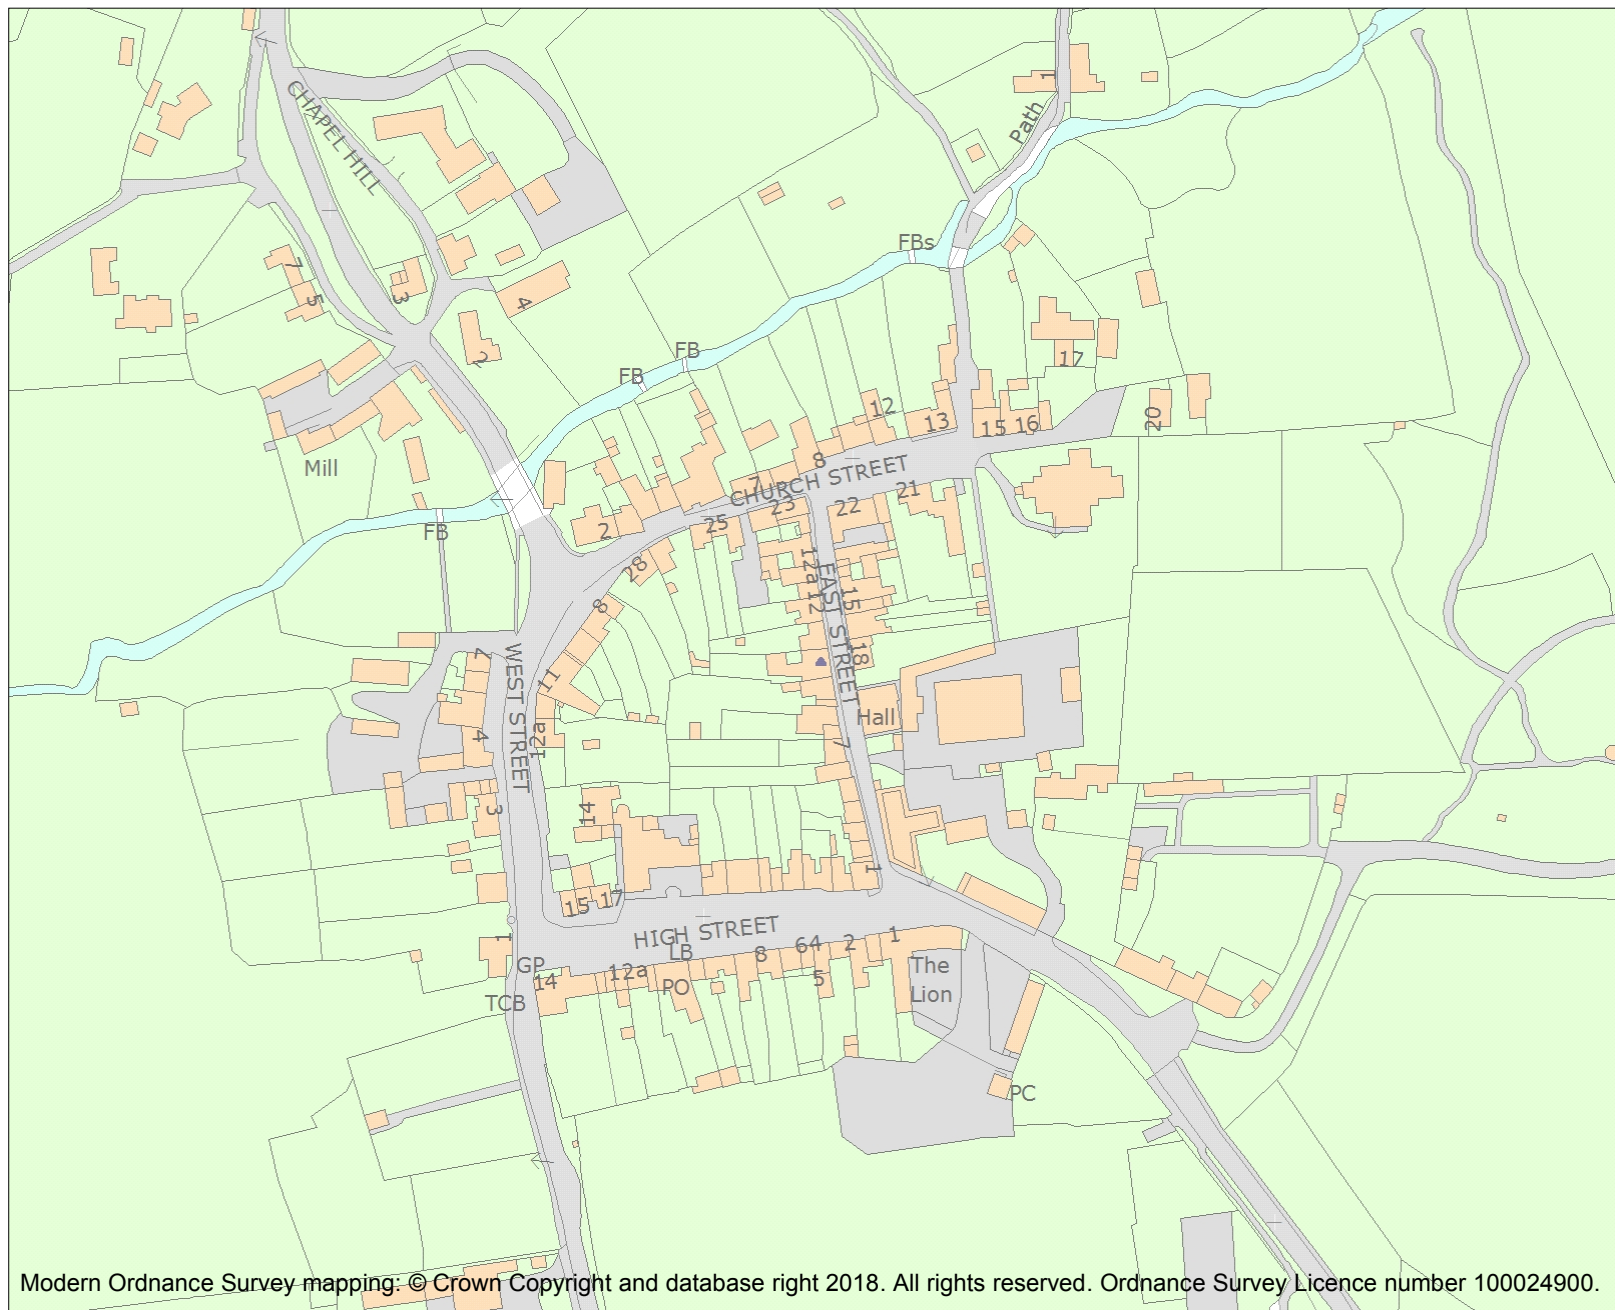 1
Path
CHAPEL HILL
FBs
7
5
3
4
2
17
FB
FB
12
13
15
16
20
Mill
8
7
CHURCH STREET
21
22
23
25
FB
2
28
12a
12
15
EAST STREET
8
18
7
WEST STREET
11
Hall
4
12a
7
3
14
1
15
17
HIGH STREET
1
LB
8
64
2
1
GP
14
12a
PO
5
The
Lion
TCB
PC
Modern Ordnance Survey mapping: © Crown Copyright and database right 2018. All rights reserved. Ordnance Survey Licence number 100024900.